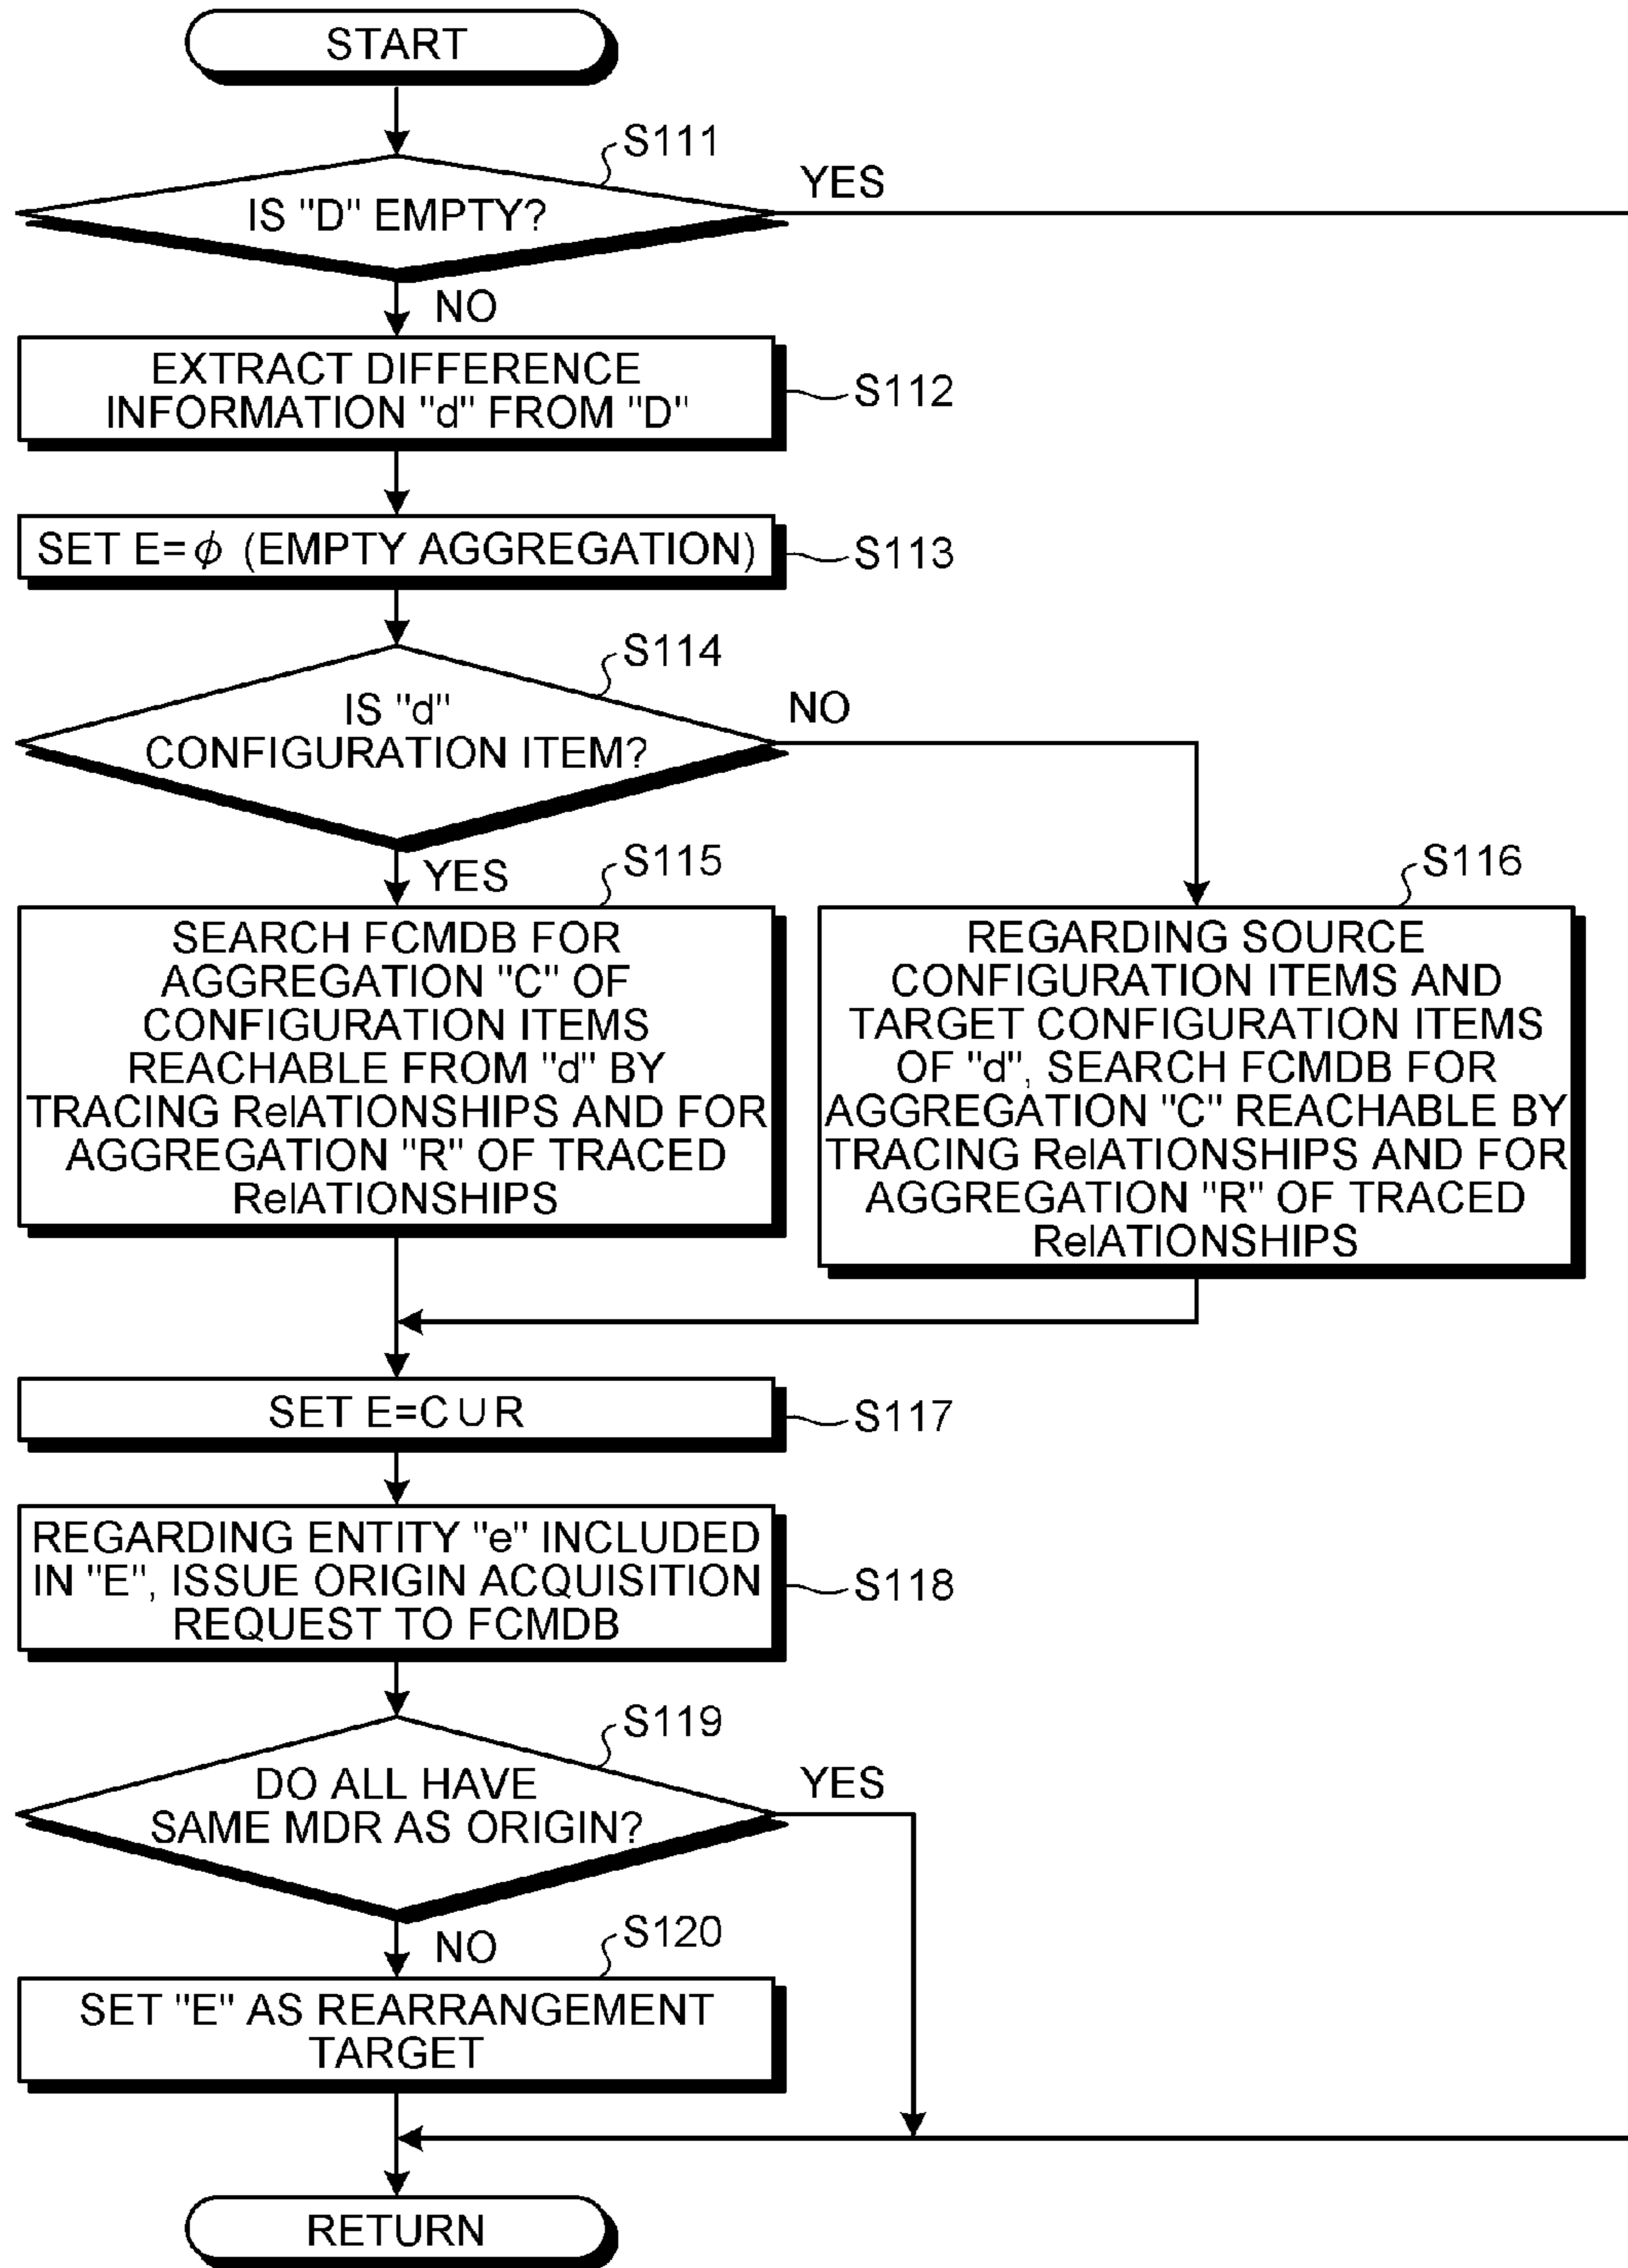 START
S111
YES
IS "D" EMPTY?
NO
EXTRACT DIFFERENCE
INFORMATION "d" FROM "D"
S112
SET E=ϕ (EMPTY AGGREGATION)
S113
S114
NO
IS "d"
CONFIGURATION ITEM?
YES
S115
S116
SEARCH FCMDB FOR
AGGREGATION "C" OF
CONFIGURATION ITEMS
REACHABLE FROM "d" BY
TRACING RelATIONSHIPS AND FOR
AGGREGATION "R" OF TRACED
RelATIONSHIPS
REGARDING SOURCE
CONFIGURATION ITEMS AND
TARGET CONFIGURATION ITEMS
OF "d", SEARCH FCMDB FOR
AGGREGATION "C" REACHABLE BY
TRACING RelATIONSHIPS AND FOR
AGGREGATION "R" OF TRACED
RelATIONSHIPS
SET E=C∪R
S117
REGARDING ENTITY "e" INCLUDED
IN "E", ISSUE ORIGIN ACQUISITION
REQUEST TO FCMDB
S118
S119
YES
DO ALL HAVE
SAME MDR AS ORIGIN?
NO
S120
SET "E" AS REARRANGEMENT
TARGET
RETURN